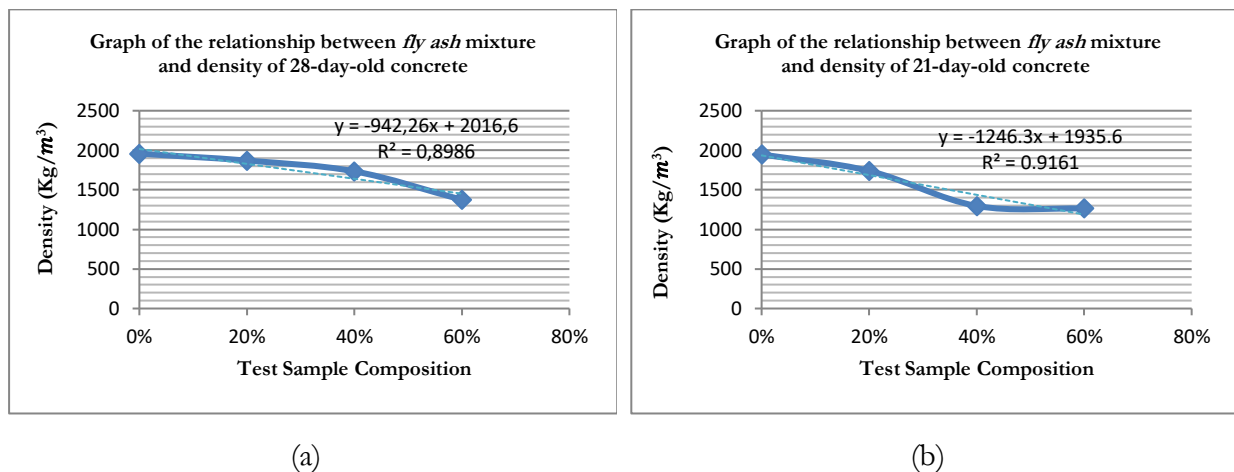 Graph of the relationship between fly ash mixture
and density of 28-day-old concrete
Density (Kg/m³)
2500
2000
1500
1000
500
0
y = -942,26x + 2016,6
R² = 0,8986
0%
20%
40%
60%
80%
Test Sample Composition
(a)
Graph of the relationship between fly ash mixture
and density of 21-day-old concrete
Density (Kg/m³)
2500
2000
1500
1000
500
0
y = -1246.3x + 1935.6
R² = 0.9161
0%
20%
40%
60%
80%
Test Sample Composition
(b)